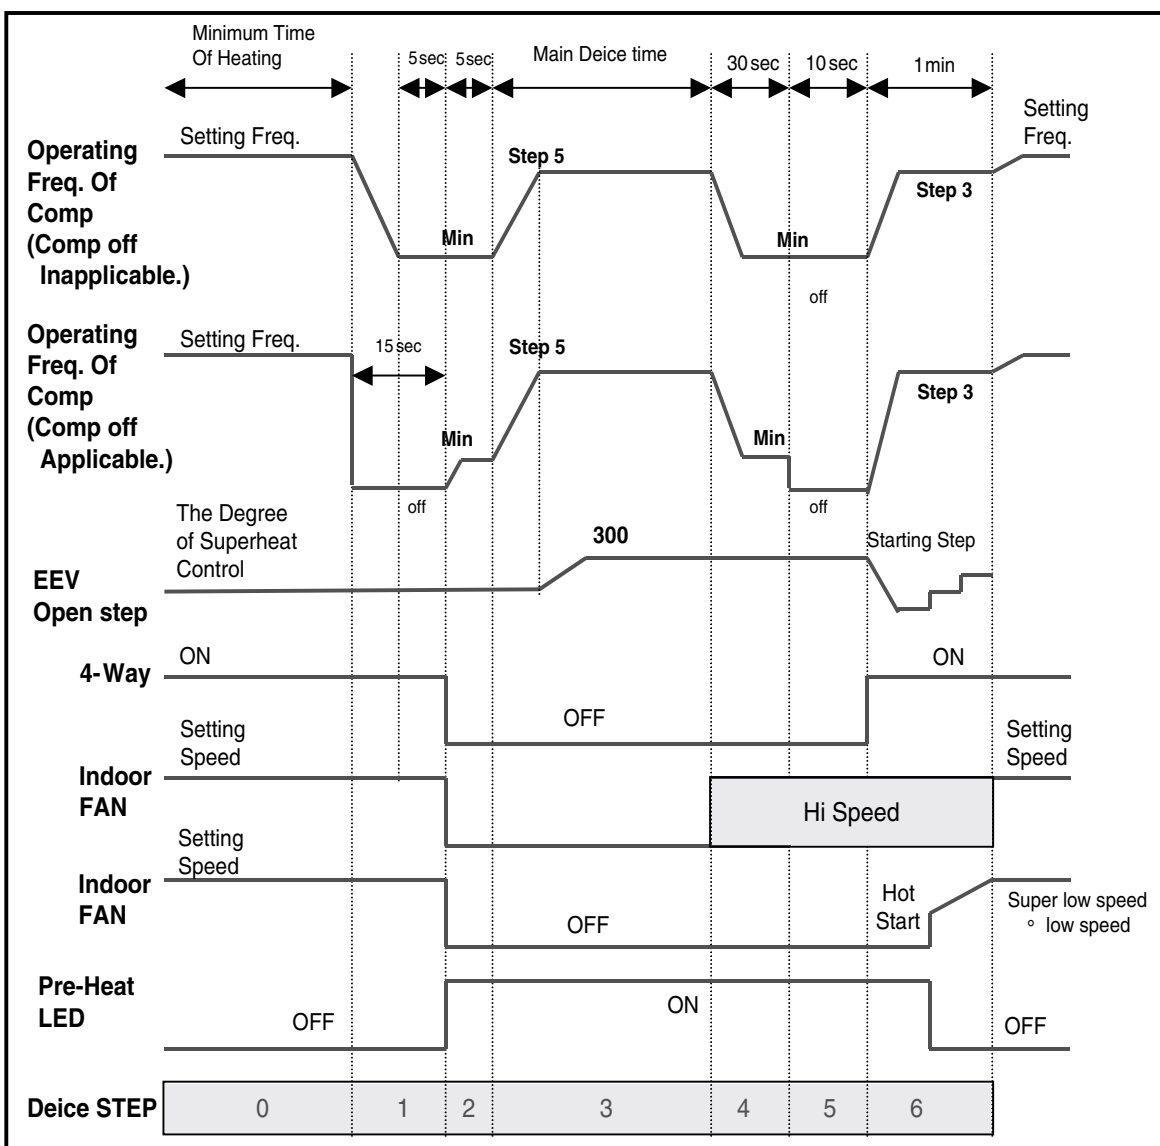 Minimum Time
Of Heating
5 sec
5 sec
Main Deice time
30 sec
10 sec
1 min
Operating
Freq. Of
Comp
(Comp off
Inapplicable.)
Setting Freq.
Min
Step 5
Min
off
Step 3
Setting
Freq.
Operating
Freq. Of
Comp
(Comp off
Applicable.)
Setting Freq.
15 sec
off
Min
Step 5
Min
off
Step 3
EEV
Open step
The Degree
of Superheat
Control
300
Starting Step
4-Way
ON
OFF
ON
Indoor
FAN
Setting
Speed
Hi Speed
Setting
Speed
Indoor
FAN
Setting
Speed
OFF
Hot
Start
Super low speed
° low speed
Pre-Heat
LED
OFF
ON
OFF
Deice STEP
0
1
2
3
4
5
6